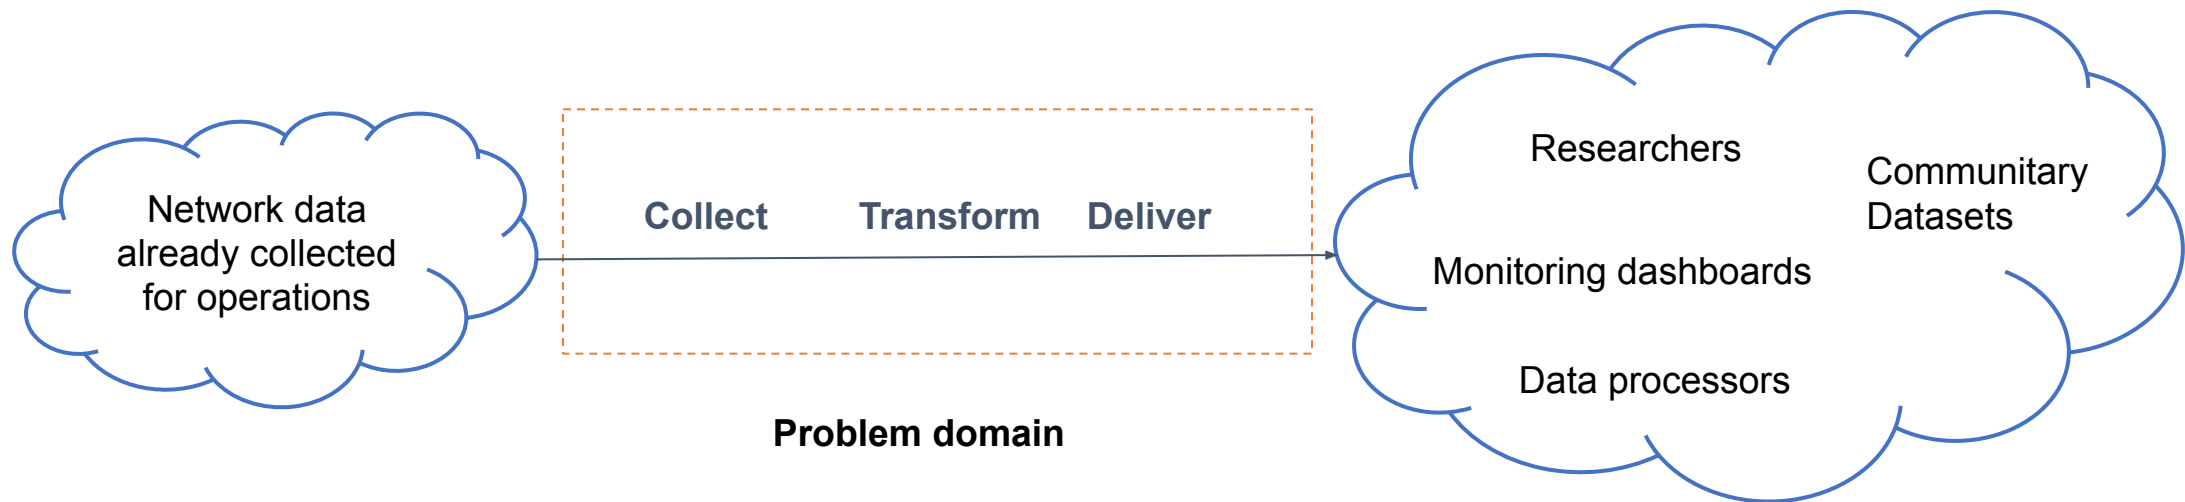 Network data
already collected
for operations
Collect Transform Deliver
Problem domain
Researchers
Communitary
Datasets
Monitoring dashboards
Data processors